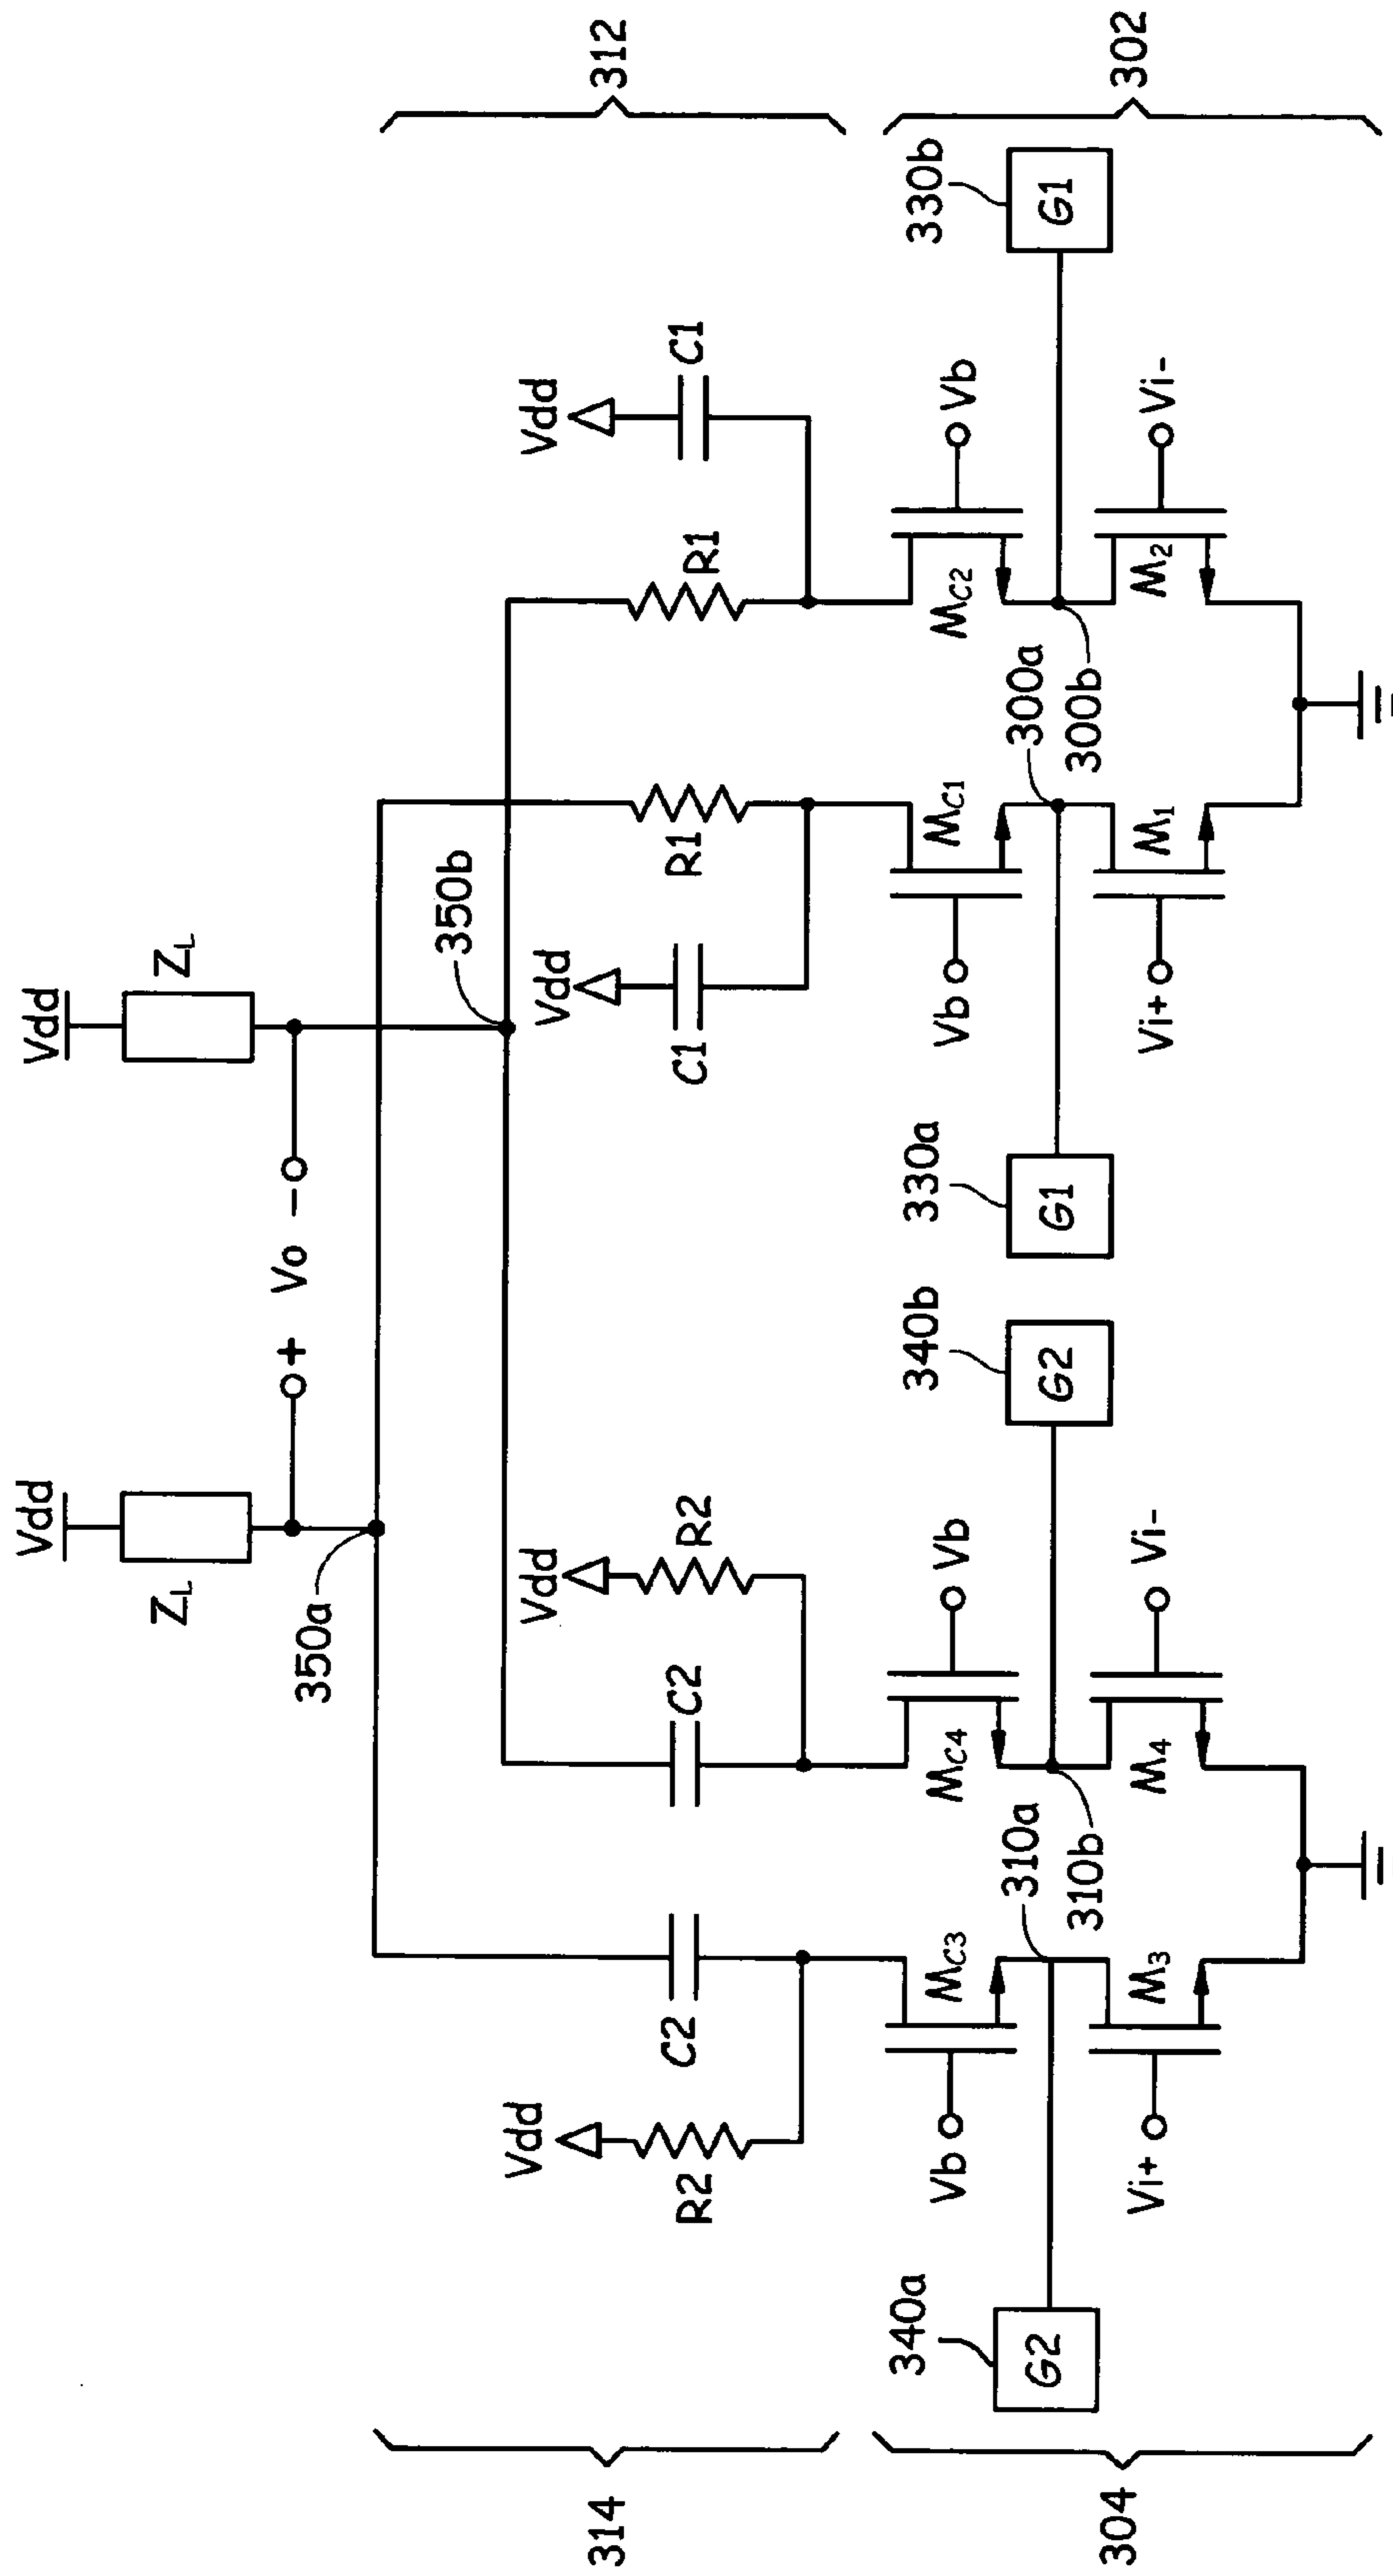 Vdd
Vdd
ZL
ZL
+ Vo -
350a
350b
314
312
Vdd
Vdd
Vdd
Vdd
R2
C2
C2
R2
C1
R1
R1
C1
304
302
340a
G2
Vb
MC3
MC4
Vb
340b
G2
330a
G1
Vb
MC1
MC2
Vb
330b
G1
310a
310b
300a
300b
Vi+
M3
M4
Vi-
Vi+
M1
M2
Vi-